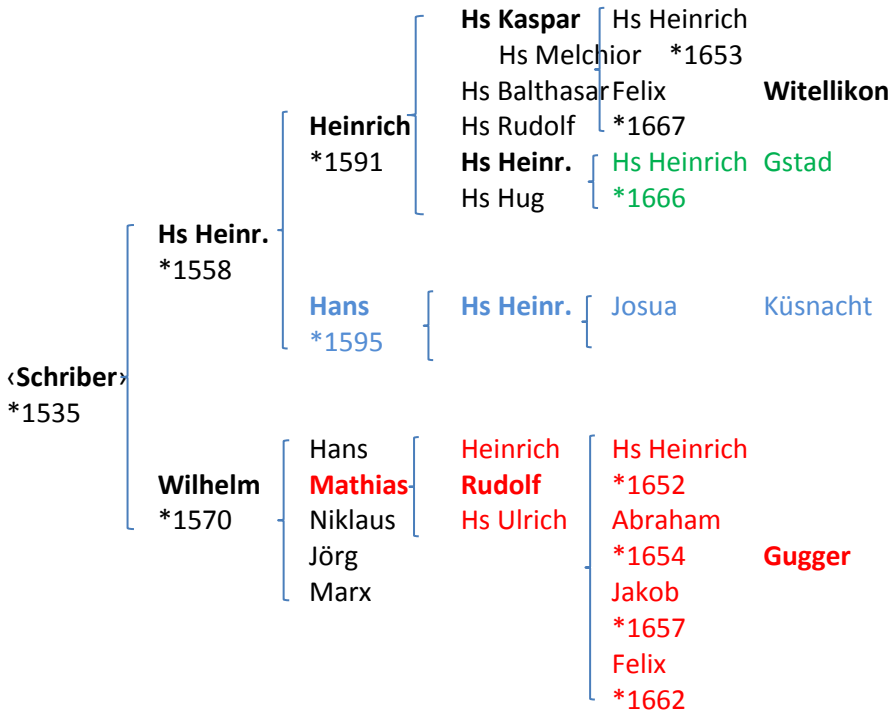 Hs Kaspar Hs Heinrich
Hs Melchior *1653
Hs Balthasar Felix Witellikon
Heinrich Hs Rudolf *1667
*1591 Hs Heinr. Hs Heinrich Gstad
Hs Hug *1666
Hs Heinr.
*1558
Hans Hs Heinr. Josua Küsnacht
*1595
‹Schriber›
*1535
Hans Heinrich Hs Heinrich
Wilhelm Mathias Rudolf *1652
*1570 Niklaus Hs Ulrich Abraham
Jörg *1654 Gugger
Marx Jakob
*1657
Felix
*1662